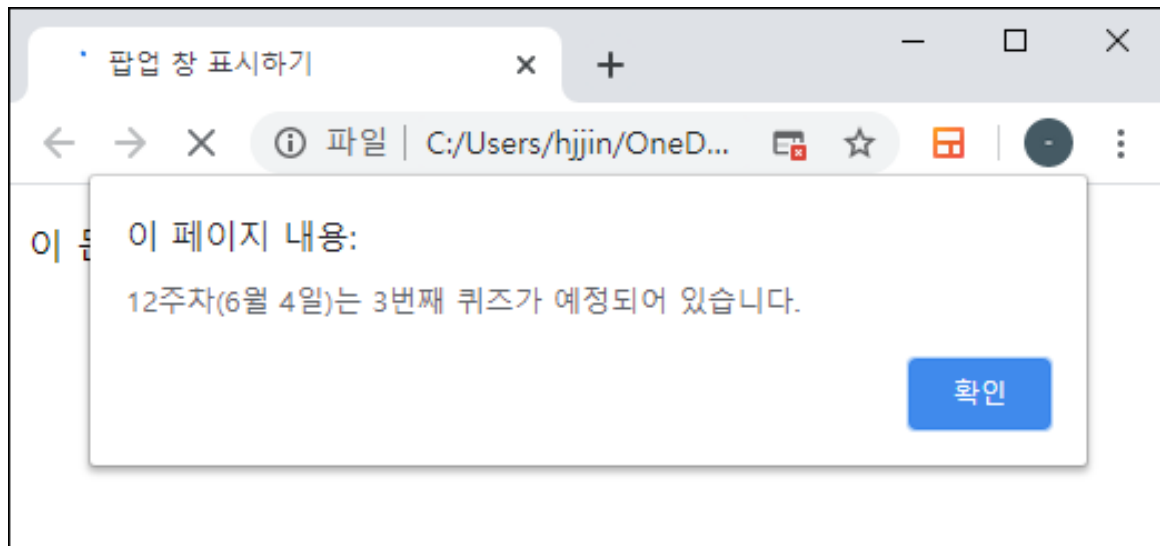 팝업 창 표시하기
파일 C:/Users/hjjin/OneD...
이
이 페이지 내용:
12주차(6월 4일)는 3번째 퀴즈가 예정되어 있습니다.
확인